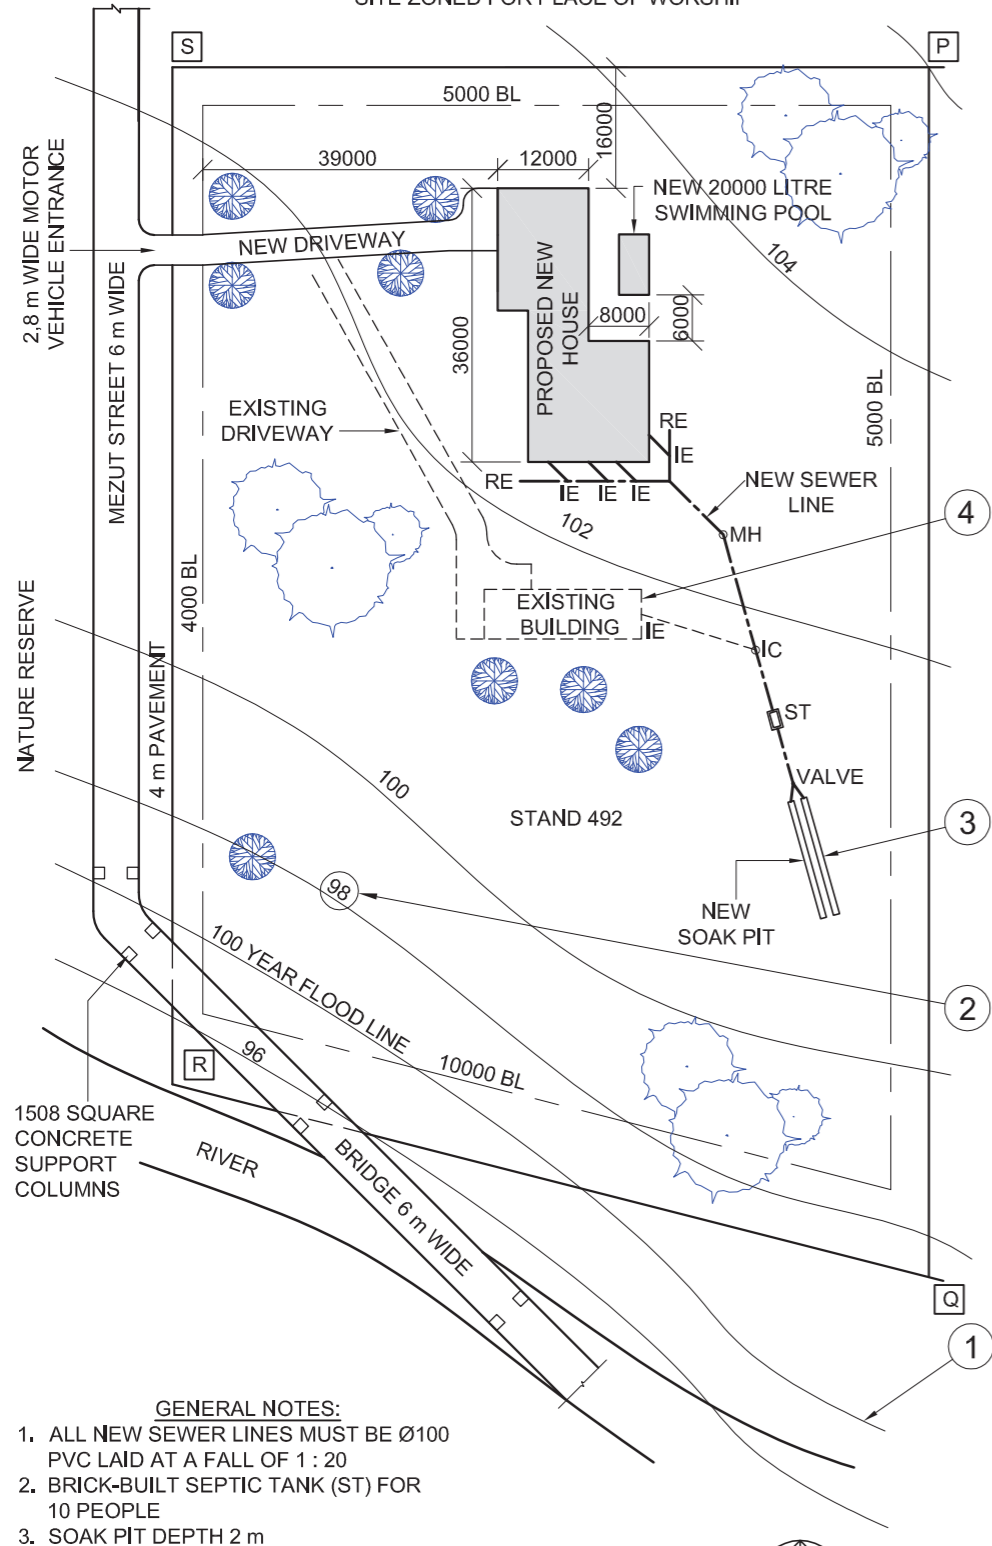 SITE ZONED FOR PLACE OF WORSHIP
S
P
5000 BL
16000
39000
12000
2,8 m WIDE MOTOR
VEHICLE ENTRANCE
NEW 20000 LITRE
SWIMMING POOL
NEW DRIVEWAY
104
MEZUT STREET 6 m WIDE
36000
PROPOSED NEW
HOUSE
8000
6000
5000 BL
EXISTING
DRIVEWAY
RE
IE
RE
IE
IE
IE
NEW SEWER
LINE
4
102
MH
4000 BL
EXISTING
BUILDING
IE
IC
NATURE RESERVE
4 m PAVEMENT
ST
100
VALVE
STAND 492
3
98
NEW
SOAK PIT
100 YEAR FLOOD LINE
2
96
R
10000 BL
1508 SQUARE
CONCRETE
SUPPORT
COLUMNS
RIVER
BRIDGE 6 m WIDE
Q
1
GENERAL NOTES:
1. ALL NEW SEWER LINES MUST BE Ø100
PVC LAID AT A FALL OF 1 : 20
2. BRICK-BUILT SEPTIC TANK (ST) FOR
10 PEOPLE
3. SOAK PIT DEPTH 2 m